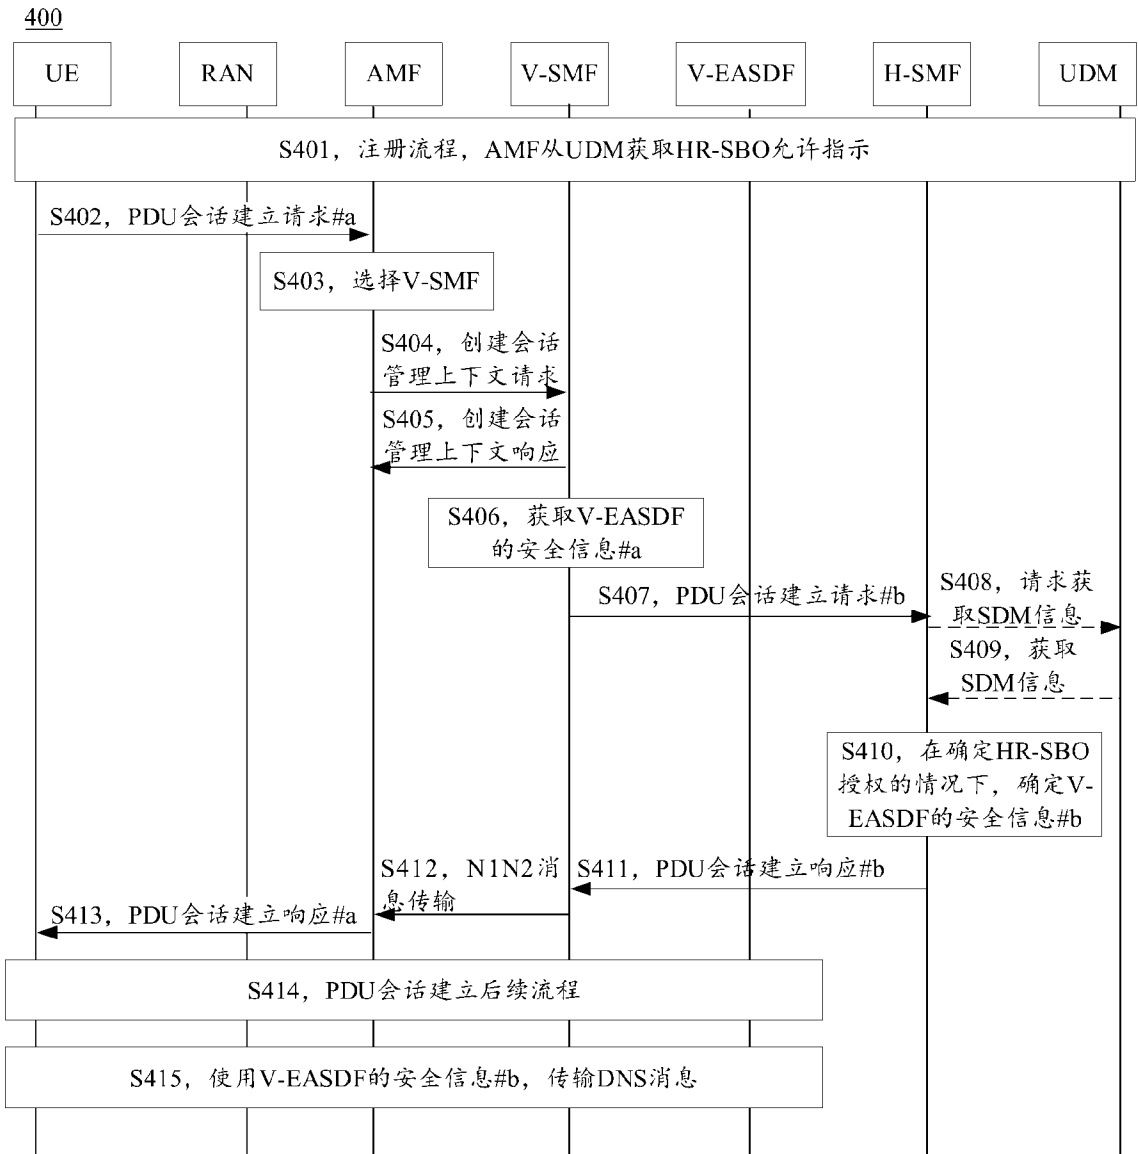 400
UE
RAN
AMF
V-SMF
V-EASDF
H-SMF
UDM
S401，注册流程，AMF从UDM获取HR-SBO允许指示
S402，PDU会话建立请求#a
S403，选择V-SMF
S404，创建会话
管理上下文请求
S405，创建会话
管理上下文响应
S406，获取V-EASDF
的安全信息#a
S407，PDU会话建立请求#b
S408，请求获
取SDM信息
S409，获取
SDM信息
S410，在确定HR-SBO
授权的情况下，确定V-
EASDF的安全信息#b
S411，PDU会话建立响应#b
S412，N1N2消
息传输
S413，PDU会话建立响应#a
S414，PDU会话建立后续流程
S415，使用V-EASDF的安全信息#b，传输DNS消息